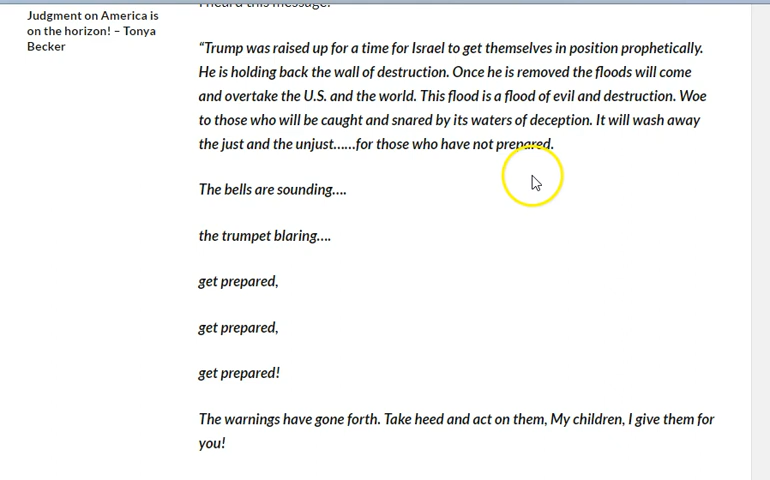 Judgment on America is
on the horizon! – Tonya
Becker
I heard this message:
“Trump was raised up for a time for Israel to get themselves in position prophetically.
He is holding back the wall of destruction. Once he is removed the floods will come
and overtake the U.S. and the world. This flood is a flood of evil and destruction. Woe
to those who will be caught and snared by its waters of deception. It will wash away
the just and the unjust……for those who have not prepared.
The bells are sounding….
the trumpet blaring….
get prepared,
get prepared,
get prepared!
The warnings have gone forth. Take heed and act on them, My children, I give them for
you!